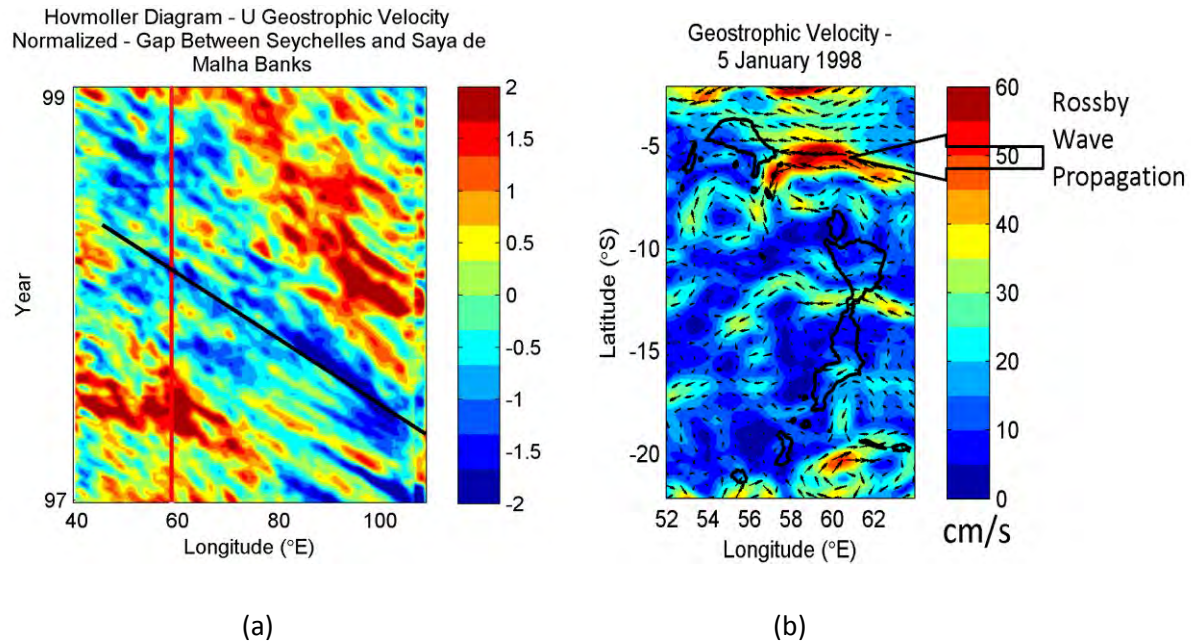 Hovmoller Diagram - U Geostrophic Velocity
Normalized - Gap Between Seychelles and Saya de
Malha Banks
99
Year
97
40
60
80
100
Longitude (°E)
2
1.5
1
0.5
0
-0.5
-1
-1.5
-2
(a)
Geostrophic Velocity -
5 January 1998
-5
-10
-15
-20
Latitude (°S)
52 54 56 58 60 62
Longitude (°E)
60
50
40
30
20
10
0
cm/s
Rossby
Wave
Propagation
(b)